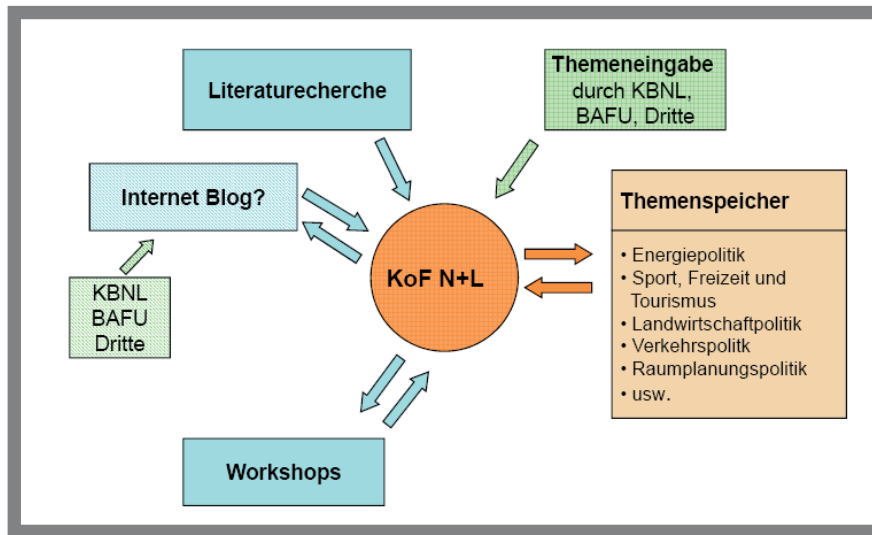 Literaturecherche
Themeneingabe
durch KBNL,
BAFU, Dritte
Internet Blog?
KBNL
BAFU
Dritte
KoF N+L
Themenspeicher
• Energiepolitik
• Sport, Freizeit und
Tourismus
• Landwirtschaftpolitik
• Verkehrspolitk
• Raumplanungspolitik
• usw.
Workshops